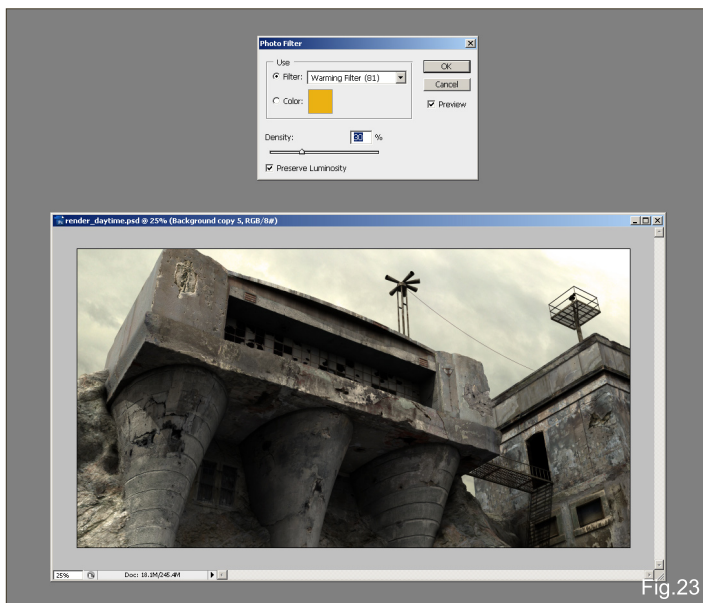 Photo Filter
Use
Filter: Warming Filter (81)
OK
Cancel
Color:
Preview
Density: 30 %
Preserve Luminosity
render_daytime.psd @ 25% (Background copy 5, RGB/8#)
25% Doc: 18.1M/245.4M
Fig.23